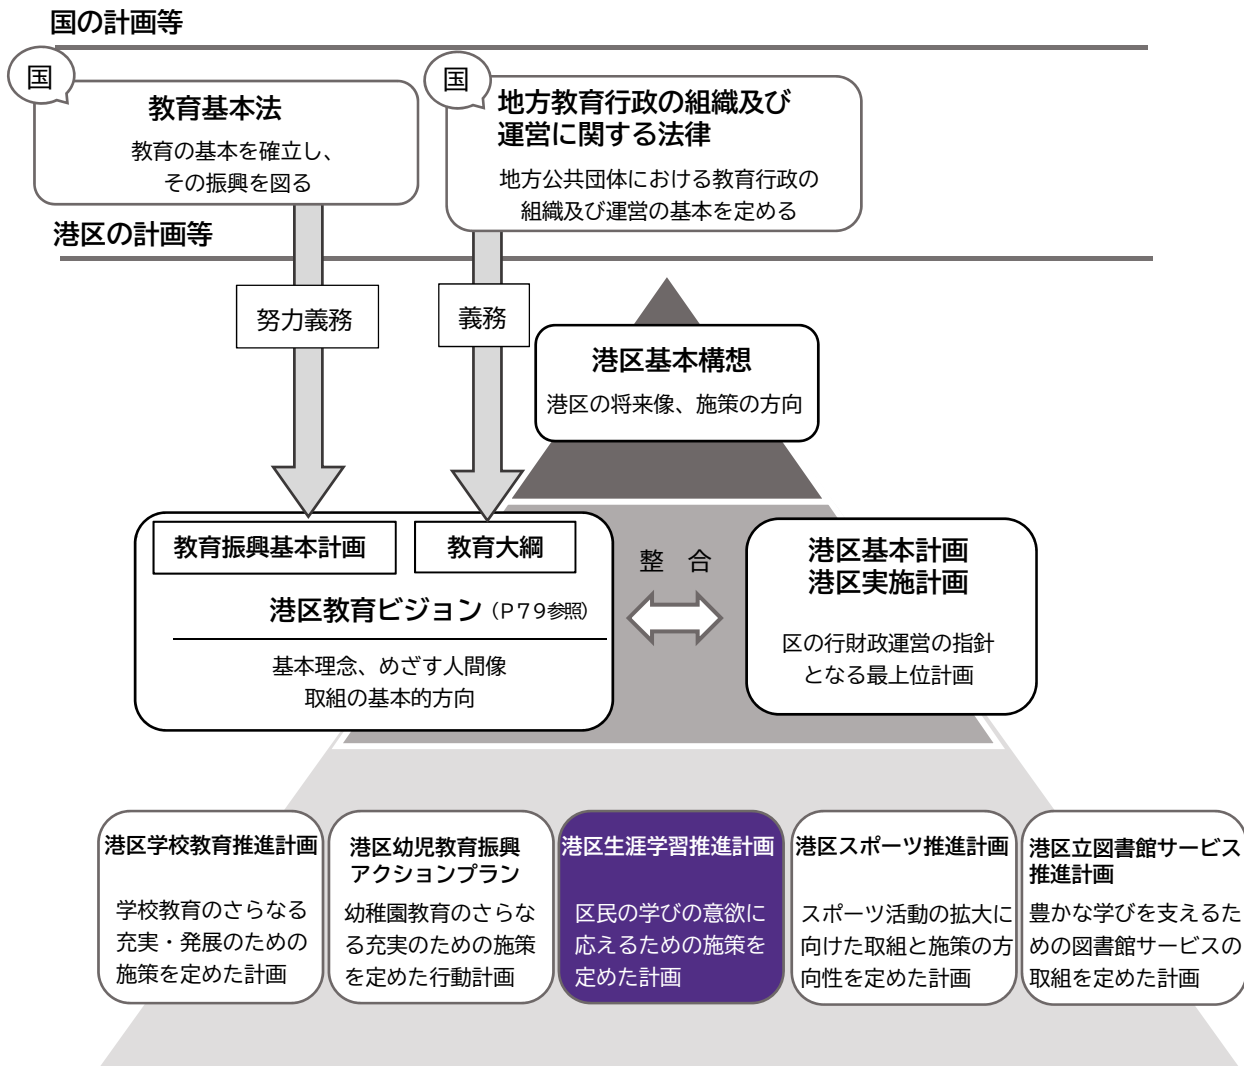 国の計画等
国
教育基本法
教育の基本を確立し、
その振興を図る
国
地方教育行政の組織及び
運営に関する法律
地方公共団体における教育行政の
組織及び運営の基本を定める
港区の計画等
努力義務
義務
港区基本構想
港区の将来像、施策の方向
教育振興基本計画
教育大綱
港区教育ビジョン（P79参照）
基本理念、めざす人間像
取組の基本的方向
整　合
港区基本計画
港区実施計画
区の行財政運営の指針
となる最上位計画
港区学校教育推進計画
学校教育のさらなる
充実・発展のための
施策を定めた計画
港区幼児教育振興
アクションプラン
幼稚園教育のさらな
る充実のための施策
を定めた行動計画
港区生涯学習推進計画
区民の学びの意欲に
応えるための施策を
定めた計画
港区スポーツ推進計画
スポーツ活動の拡大に
向けた取組と施策の方
向性を定めた計画
港区立図書館サービス
推進計画
豊かな学びを支えるた
めの図書館サービスの
取組を定めた計画